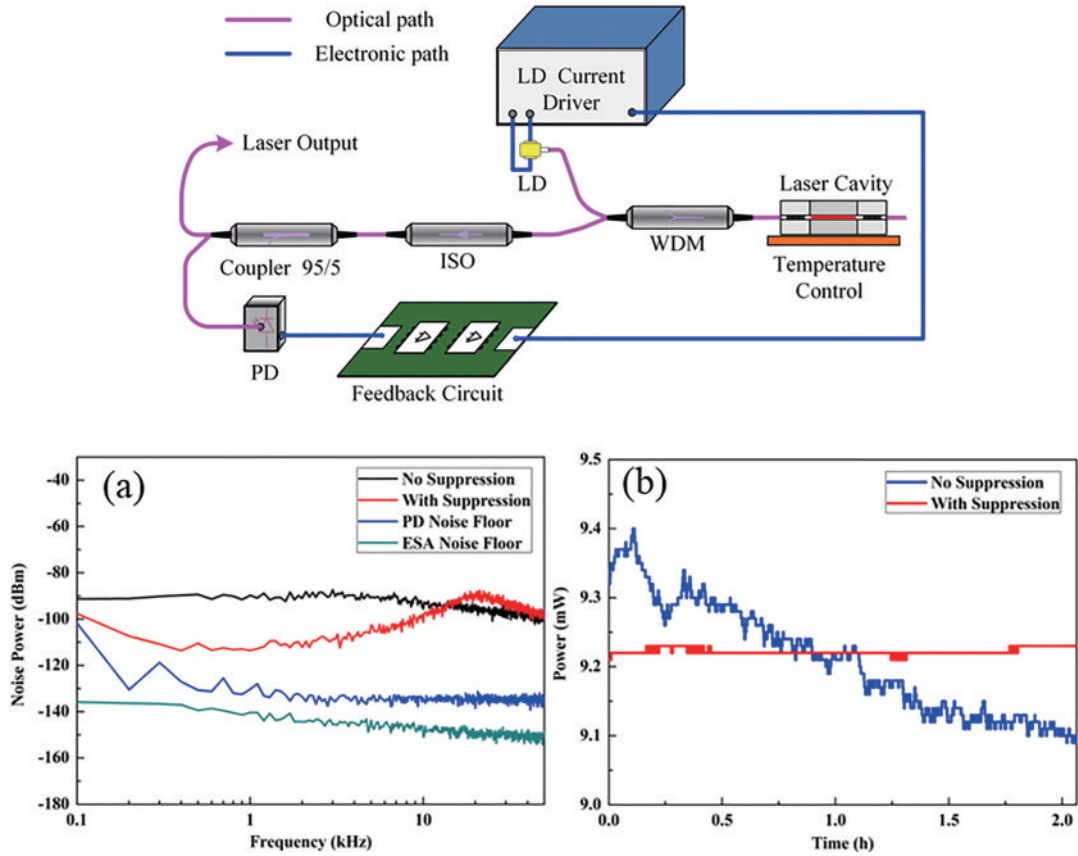 Optical path
Electronic path
LD Current
Driver
Laser Output
LD
Laser Cavity
WDM
Coupler 95/5
ISO
Temperature
Control
PD
Feedback Circuit
(a)
No Suppression
With Suppression
PD Noise Floor
ESA Noise Floor
Noise Power (dBm)
-40
-60
-80
-100
-120
-140
-160
-180
0.1
1
10
Frequency (kHz)
(b)
No Suppression
With Suppression
Power (mW)
9.5
9.4
9.3
9.2
9.1
9.0
0.0
0.5
1.0
1.5
2.0
Time (h)